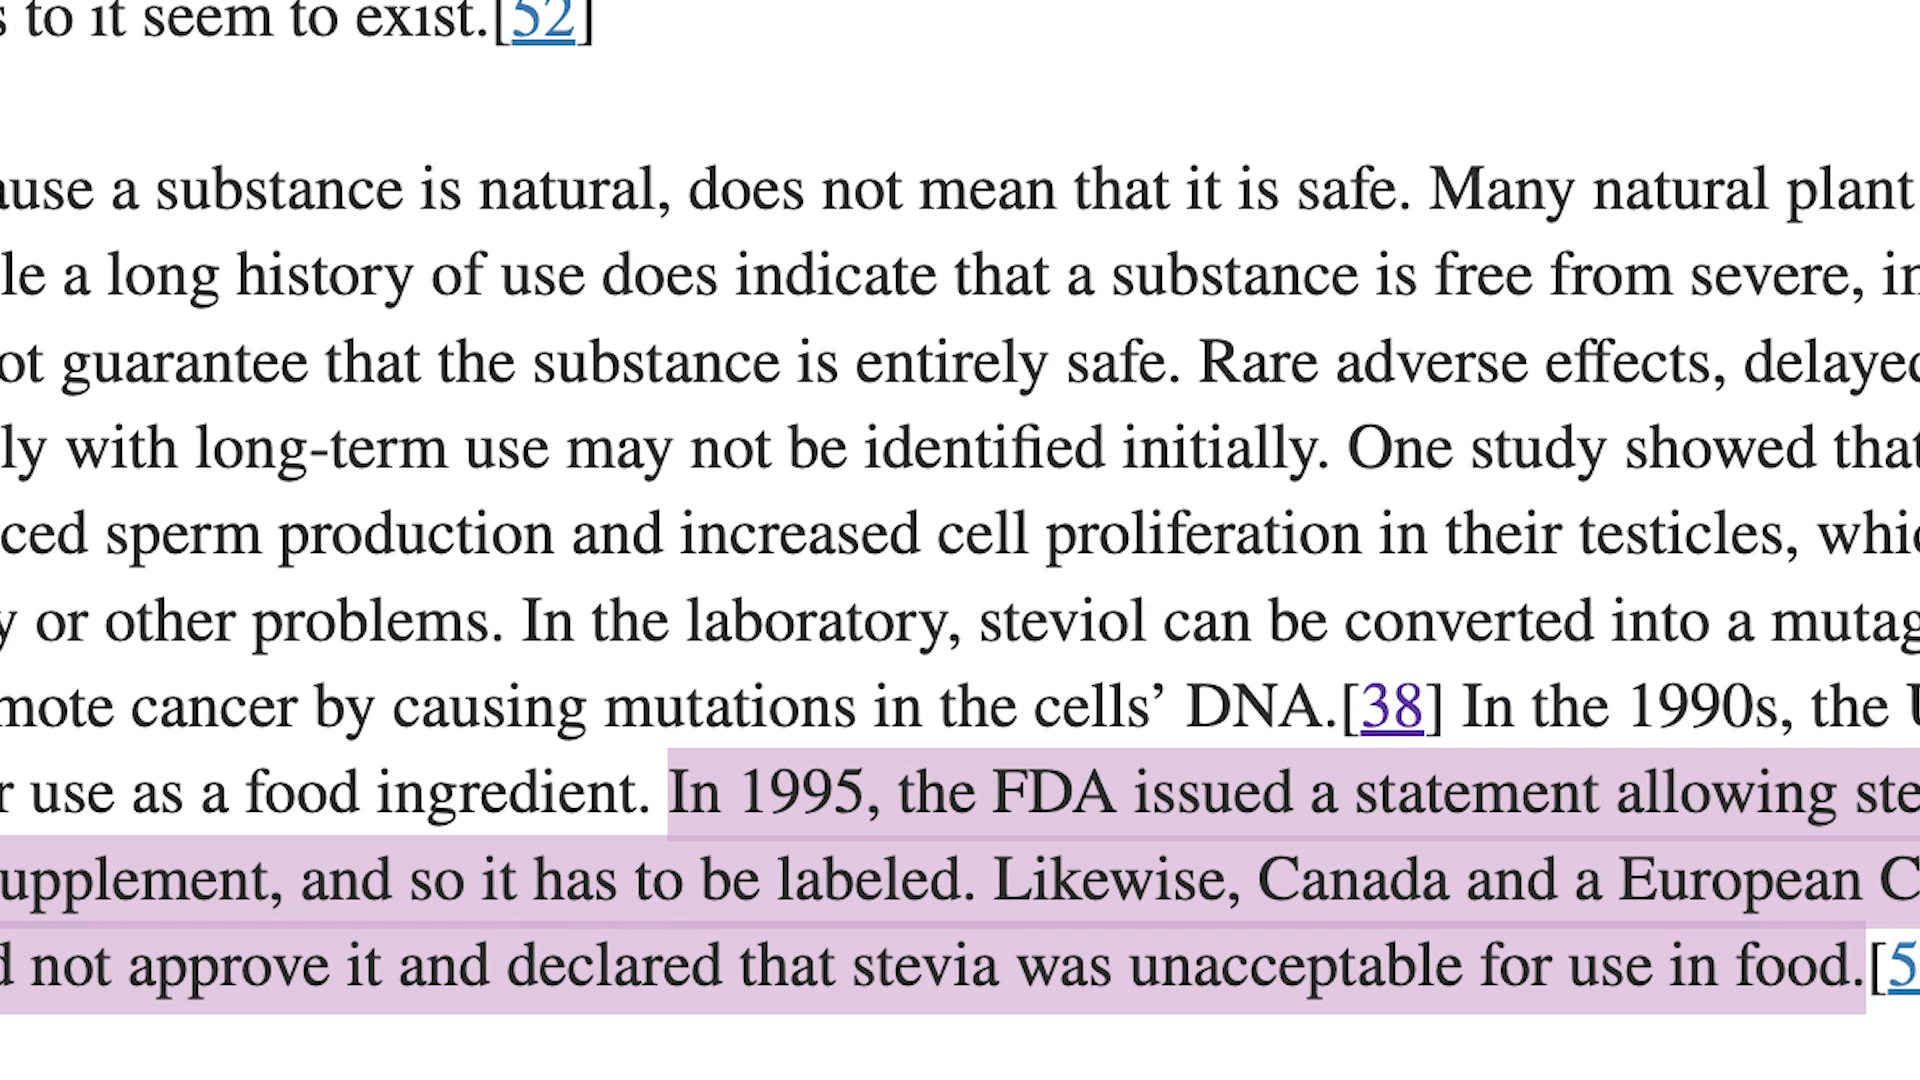 to it seem to exist.[52]
ause a substance is natural, does not mean that it is safe. Many natural plant
le a long history of use does indicate that a substance is free from severe, in
ot guarantee that the substance is entirely safe. Rare adverse effects, delayed
ly with long-term use may not be identified initially. One study showed that
ced sperm production and increased cell proliferation in their testicles, whic
y or other problems. In the laboratory, steviol can be converted into a mutag
mote cancer by causing mutations in the cells’ DNA.[38] In the 1990s, the U
r use as a food ingredient. In 1995, the FDA issued a statement allowing ste
upplement, and so it has to be labeled. Likewise, Canada and a European C
d not approve it and declared that stevia was unacceptable for use in food.[5